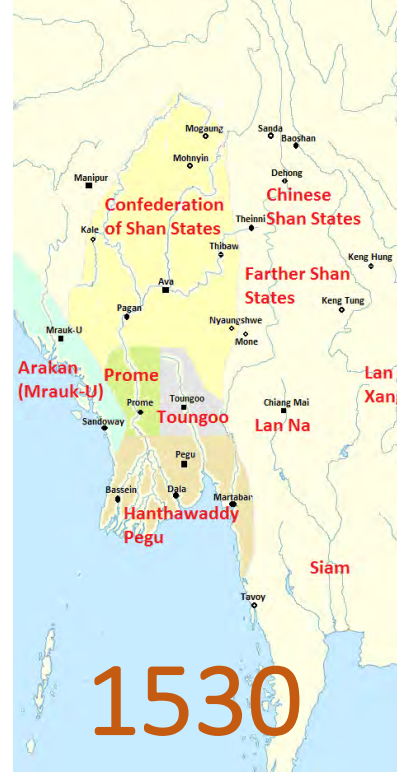 Mogaung
Sanda
Baoshan
Mohnyin
Dehong
Manipur
Chinese
Shan States
Confederation
of Shan States
Theinni
Kale
Thibaw
Keng Hung
Farther Shan
States
Ava
Keng Tung
Pagan
Nyaungshwe
Mone
Mrauk-U
Arakan
(Mrauk-U)
Prome
Lan
Xang
Prome
Toungoo
Toungoo
Chiang Mai
Lan Na
Sandoway
Pegu
Bassein
Dala
Martaban
Hanthawaddy
Pegu
Siam
Tavoy
1530